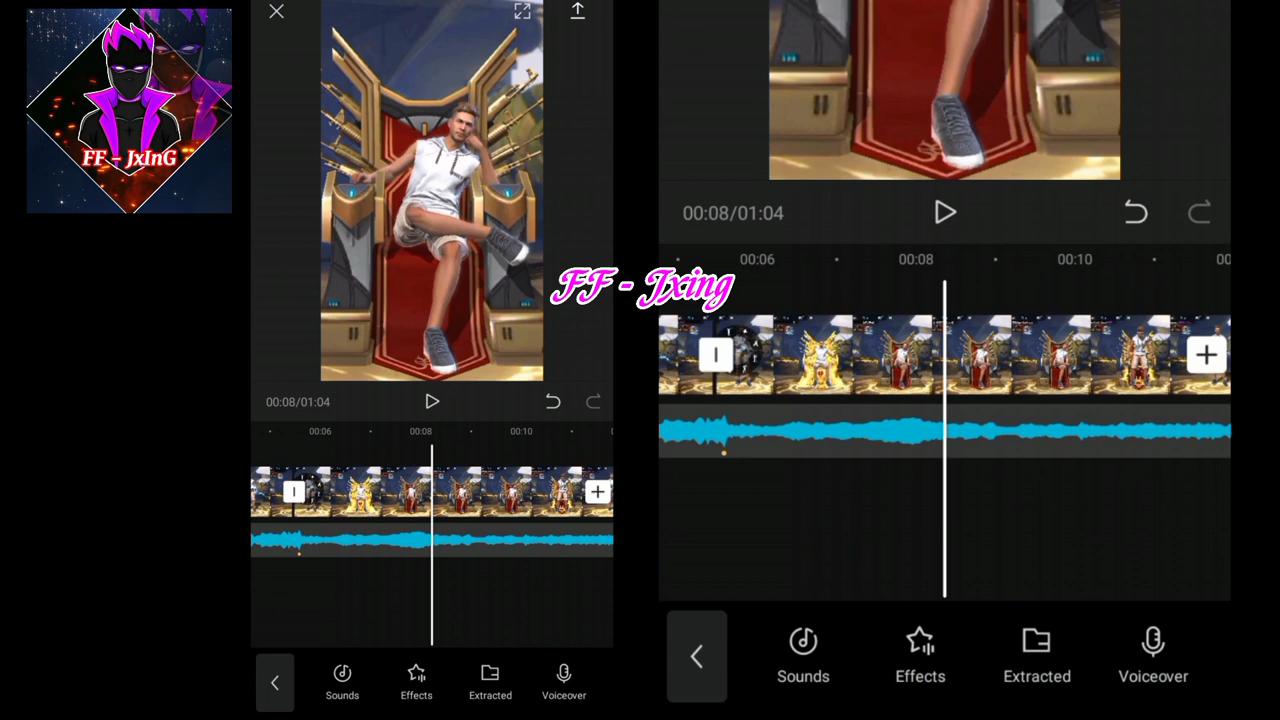 FF - JxInG
00:08/01:04
00:06
00:08
00:10
Sounds
Effects
Extracted
Voiceover
FF - Jxing
00:08/01:04
00:06
00:08
00:10
00
Sounds
Effects
Extracted
Voiceover